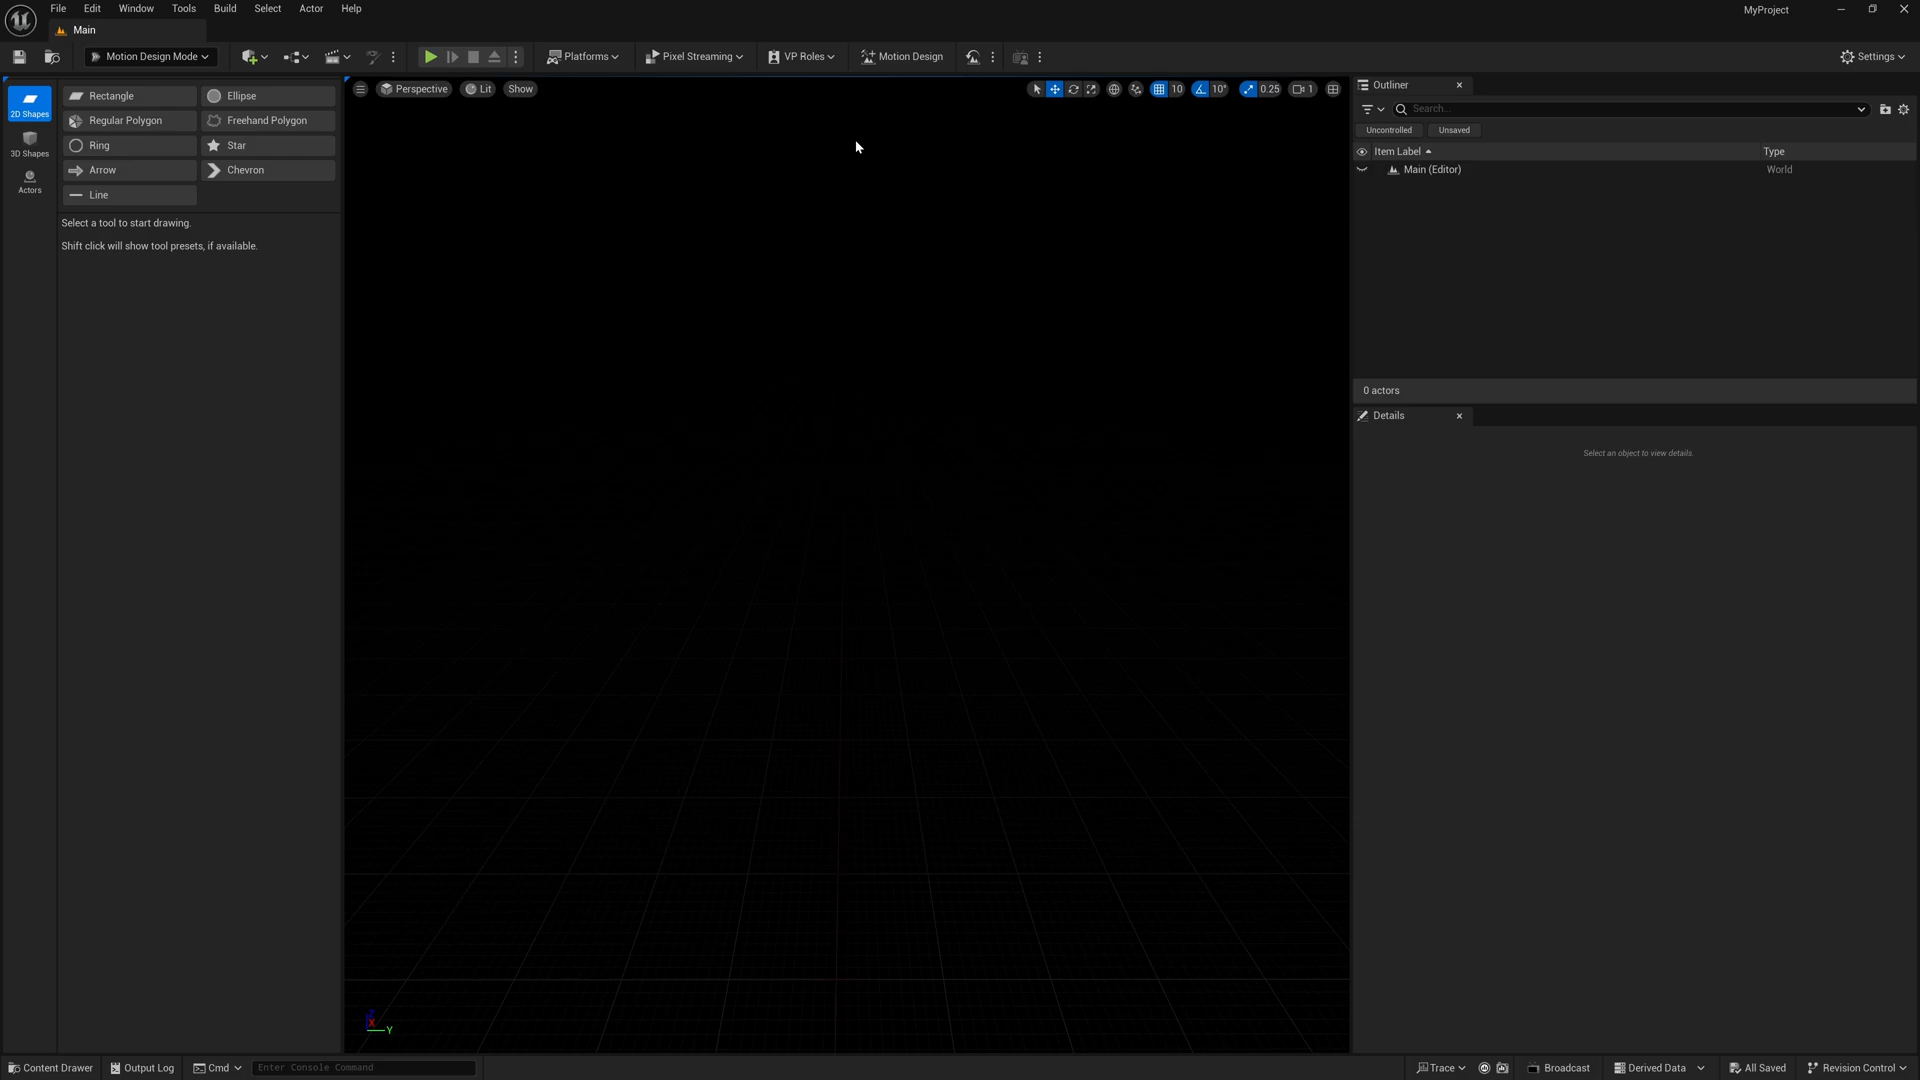 File Edit Window Tools Build Select Actor Help
MyProject
Main
Motion Design Mode
Platforms
Pixel Streaming
VP Roles
Motion Design
Settings
2D Shapes
3D Shapes
Actors
Rectangle
Ellipse
Regular Polygon
Freehand Polygon
Ring
Star
Arrow
Chevron
Line
Select a tool to start drawing.
Shift click will show tool presets, if available.
Perspective
Lit
Show
10
10°
0.25
1
X
Y
Outliner
Search...
Uncontrolled
Unsaved
Item Label
Type
Main (Editor)
World
0 actors
Details
Select an object to view details.
Content Drawer
Output Log
Cmd
Enter Console Command
Trace
Broadcast
Derived Data
All Saved
Revision Control